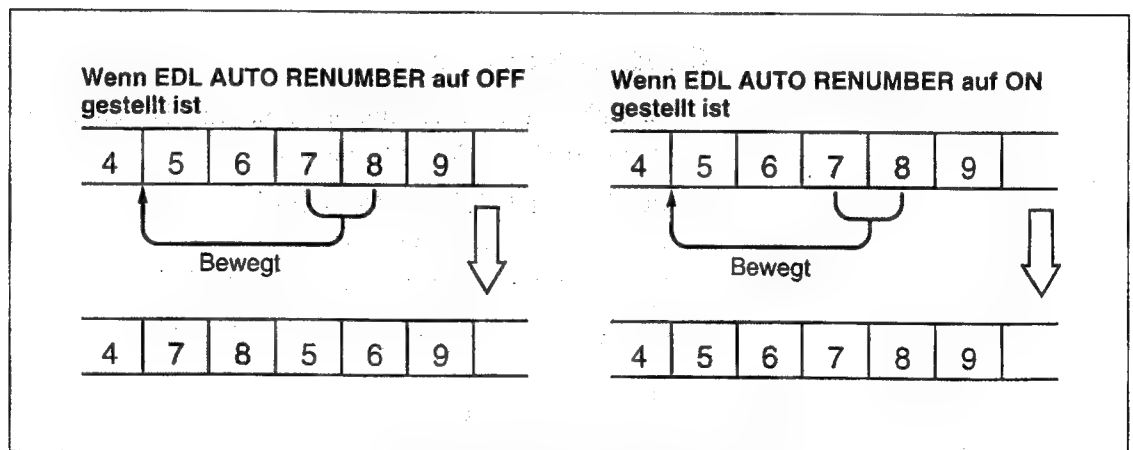 Wenn EDL AUTO RENUMBER auf OFF
gestellt ist
4 5 6 7 8 9
Bewegt
4 7 8 5 6 9
Wenn EDL AUTO RENUMBER auf ON
gestellt ist
4 5 6 7 8 9
Bewegt
4 5 6 7 8 9